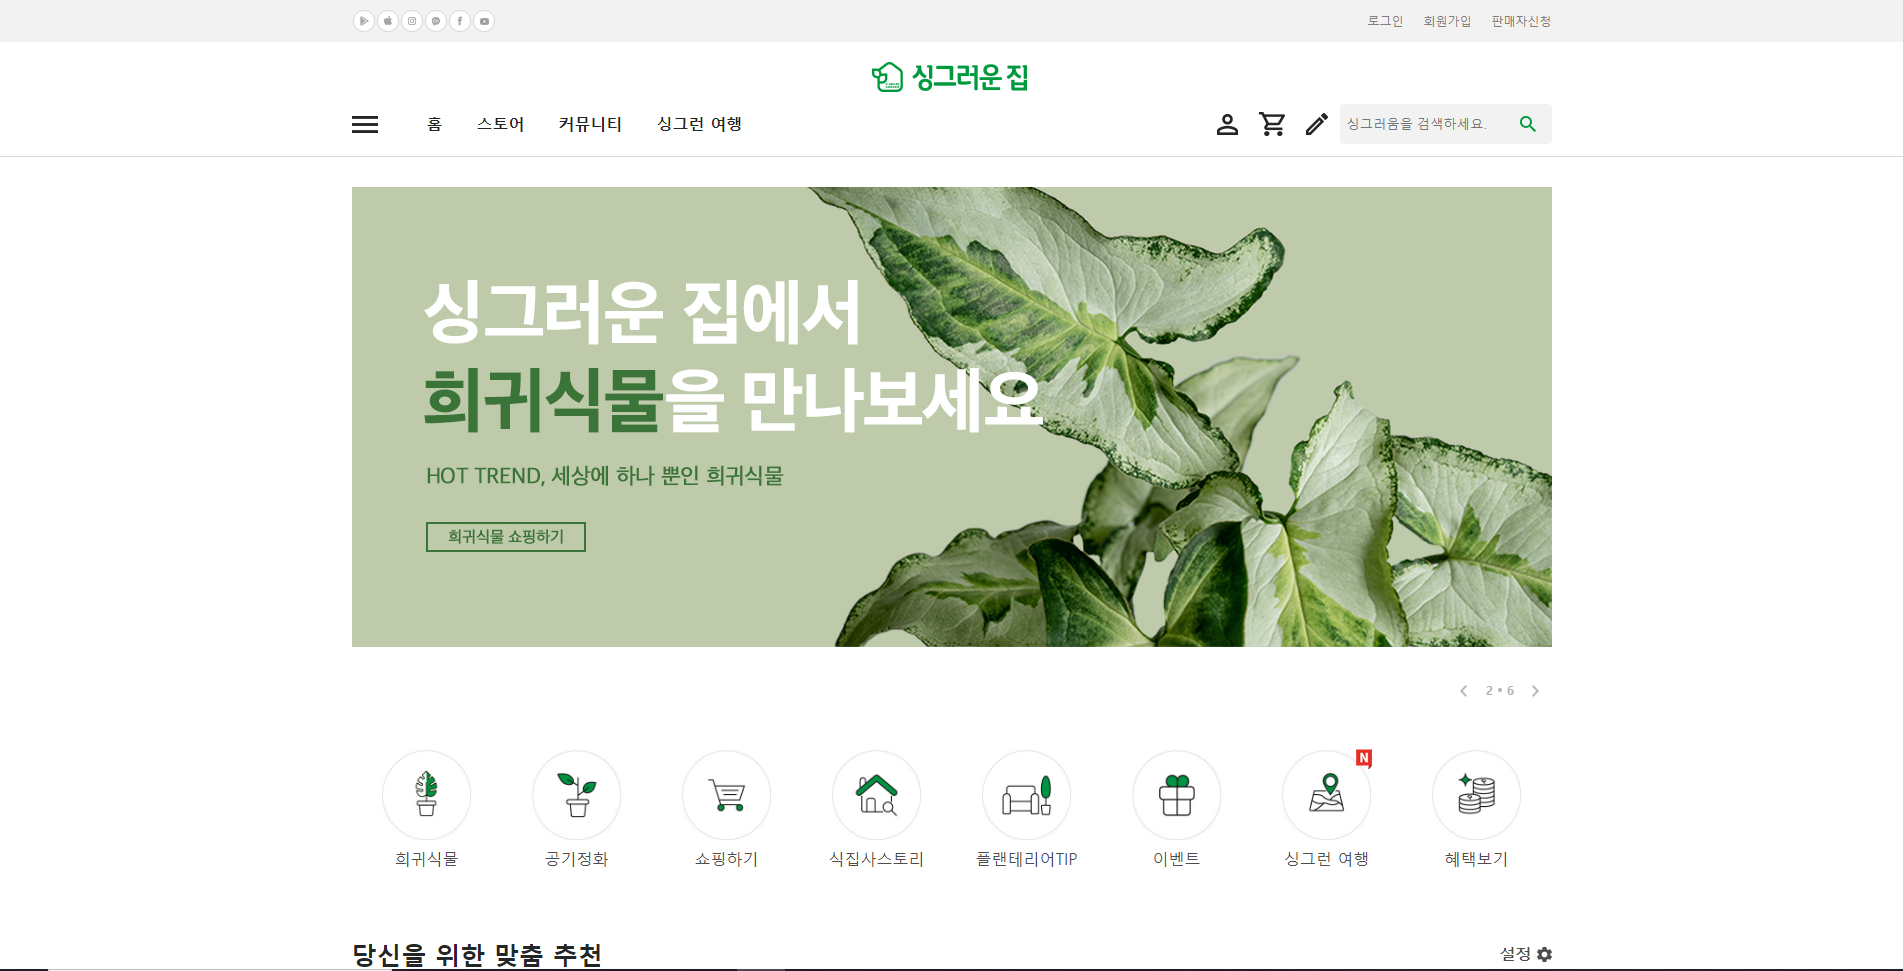 로그인 회원가입 판매자신청
싱그러운 집
홈 스토어 커뮤니티 싱그런 여행 싱그러움을 검색하세요.
싱그러운 집에서
희귀식물을 만나보세요
HOT TREND, 세상에 하나 뿐인 희귀식물
희귀식물 쇼핑하기
2 • 6
N
희귀식물 공기정화 쇼핑하기 식집사스토리 플랜테리어TIP 이벤트 싱그런 여행 혜택보기
당신을 위한 맞춤 추천 설정